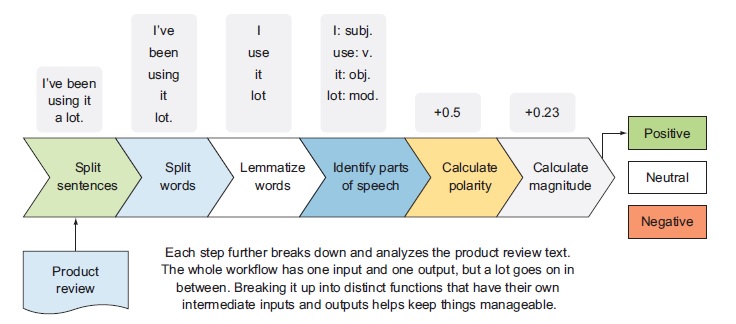 I've been
using it
a lot.
I've
been
using
it
lot.
I
use
it
lot
I: subj.
use: v.
it: obj.
lot: mod.
+0.5
+0.23
Split
sentences
Split
words
Lemmatize
words
Identify parts
of speech
Calculate
polarity
Calculate
magnitude
Positive
Neutral
Negative
Product
review
Each step further breaks down and analyzes the product review text.
The whole workflow has one input and one output, but a lot goes on in
between. Breaking it up into distinct functions that have their own
intermediate inputs and outputs helps keep things manageable.